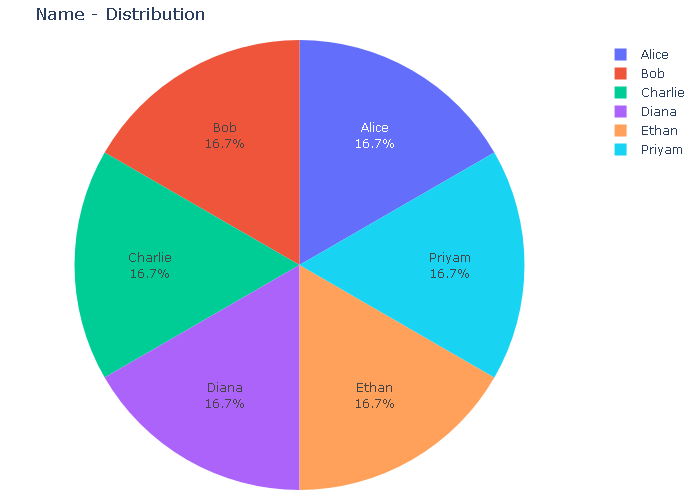 Name - Distribution
Alice
Bob
Charlie
Diana
Ethan
Priyam
Bob
16.7%
Alice
16.7%
Charlie
16.7%
Priyam
16.7%
Diana
16.7%
Ethan
16.7%